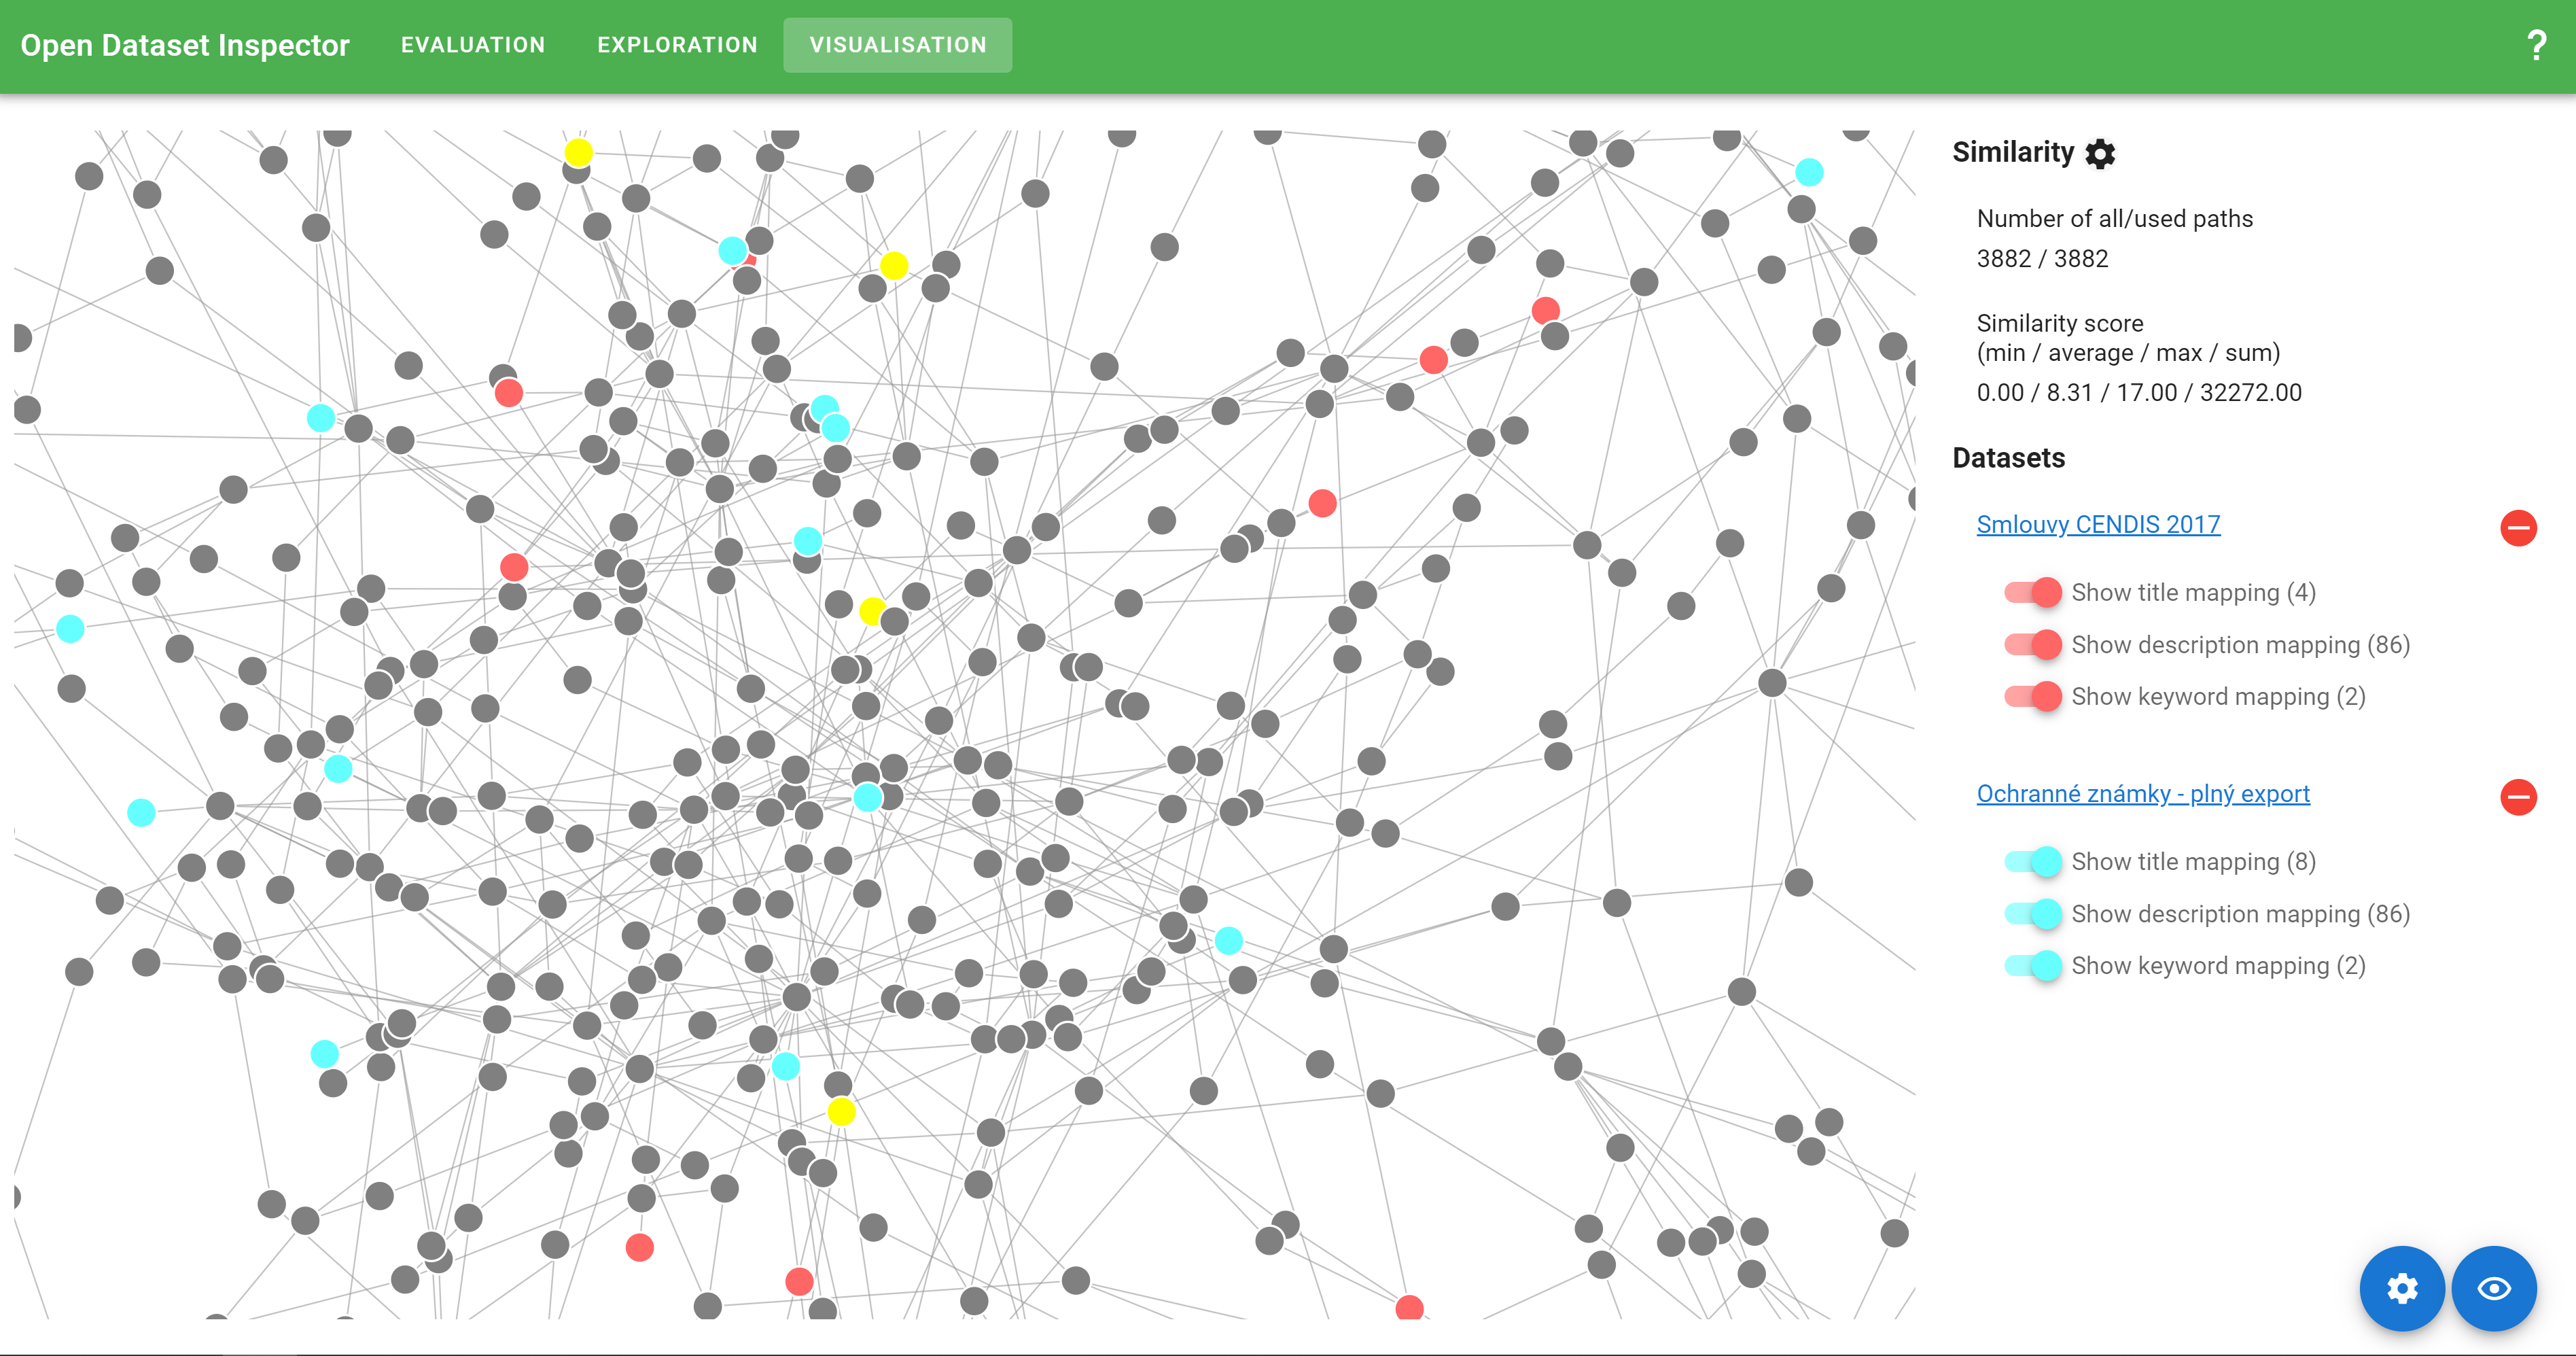 Open Dataset Inspector EVALUATION EXPLORATION VISUALISATION ?
Similarity
Number of all/used paths
3882 / 3882
Similarity score
(min / average / max / sum)
0.00 / 8.31 / 17.00 / 32272.00
Datasets
Smlouvy CENDIS 2017
Show title mapping (4)
Show description mapping (86)
Show keyword mapping (2)
Ochranné známky - plný export
Show title mapping (8)
Show description mapping (86)
Show keyword mapping (2)